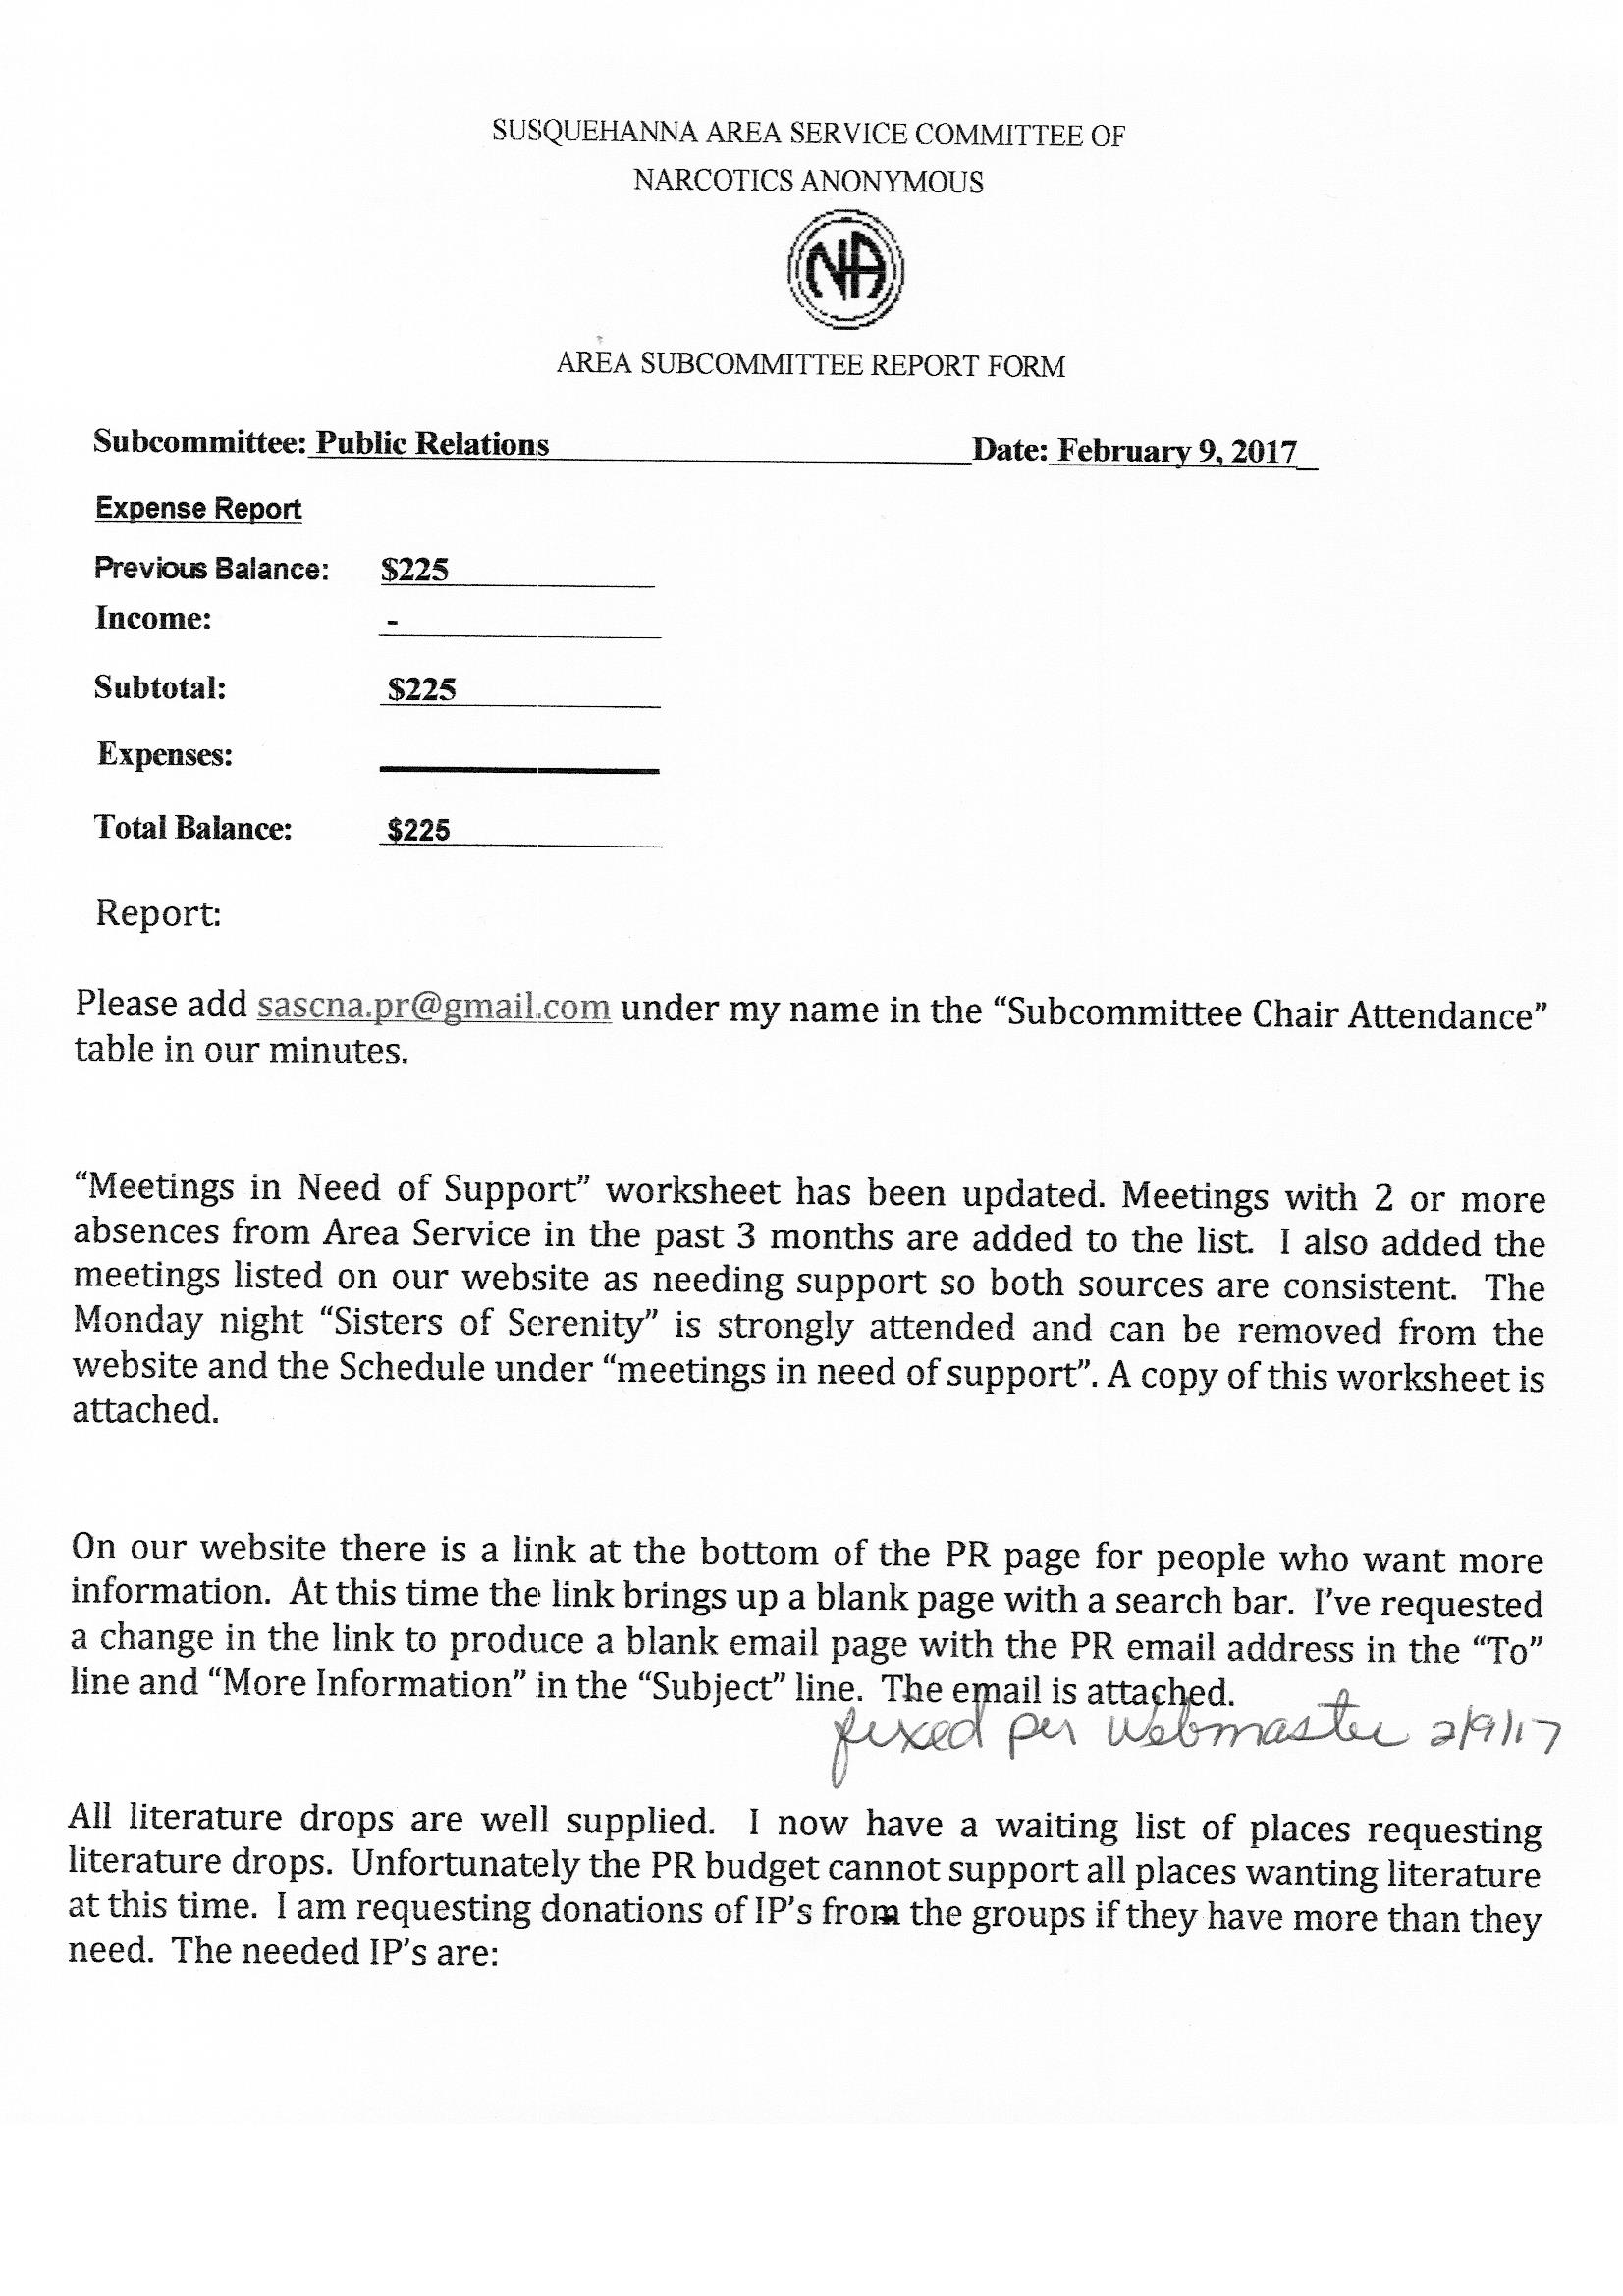 SUSQUEHANNA AREA SERVICE COMMITTEE OF
NARCOTICS ANONYMOUS
NA
AREA SUBCOMMITTEE REPORT FORM
Subcommittee: Public Relations Date: February 9, 2017
Expense Report
Previous Balance: $225
Income: -
Subtotal: $225
Expenses:
Total Balance: $225
Report:
Please add sascna.pr@gmail.com under my name in the “Subcommittee Chair Attendance”
table in our minutes.
“Meetings in Need of Support” worksheet has been updated. Meetings with 2 or more
absences from Area Service in the past 3 months are added to the list. I also added the
meetings listed on our website as needing support so both sources are consistent. The
Monday night “Sisters of Serenity” is strongly attended and can be removed from the
website and the Schedule under “meetings in need of support”. A copy of this worksheet is
attached.
On our website there is a link at the bottom of the PR page for people who want more
information. At this time the link brings up a blank page with a search bar. I’ve requested
a change in the link to produce a blank email page with the PR email address in the “To”
line and “More Information” in the “Subject” line. The email is attached.
fixed per Webmaster 2/9/17
All literature drops are well supplied. I now have a waiting list of places requesting
literature drops. Unfortunately the PR budget cannot support all places wanting literature
at this time. I am requesting donations of IP’s from the groups if they have more than they
need. The needed IP’s are: